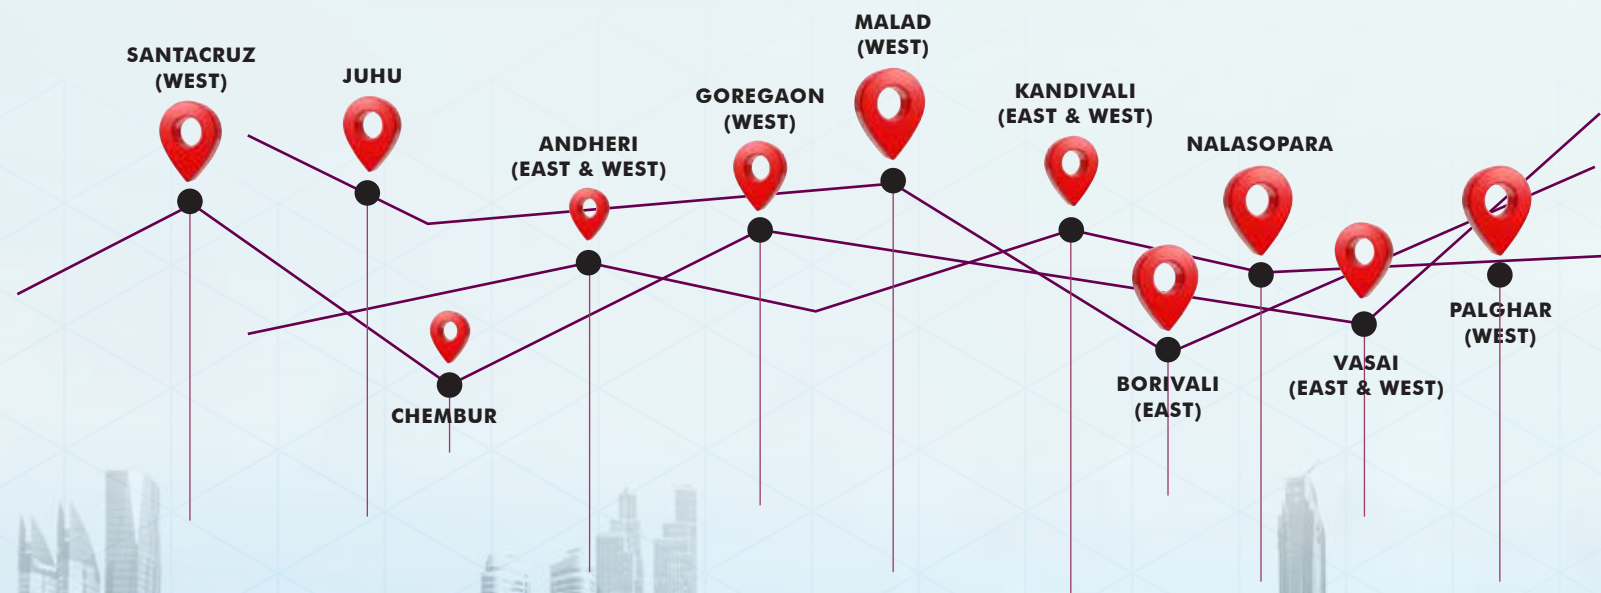 SANTACRUZ
(WEST)
JUHU
CHEMBUR
ANDHERI
(EAST & WEST)
GOREGAON
(WEST)
MALAD
(WEST)
KANDIVALI
(EAST & WEST)
BORIVALI
(EAST)
NALASOPARA
VASAI
(EAST & WEST)
PALGHAR
(WEST)